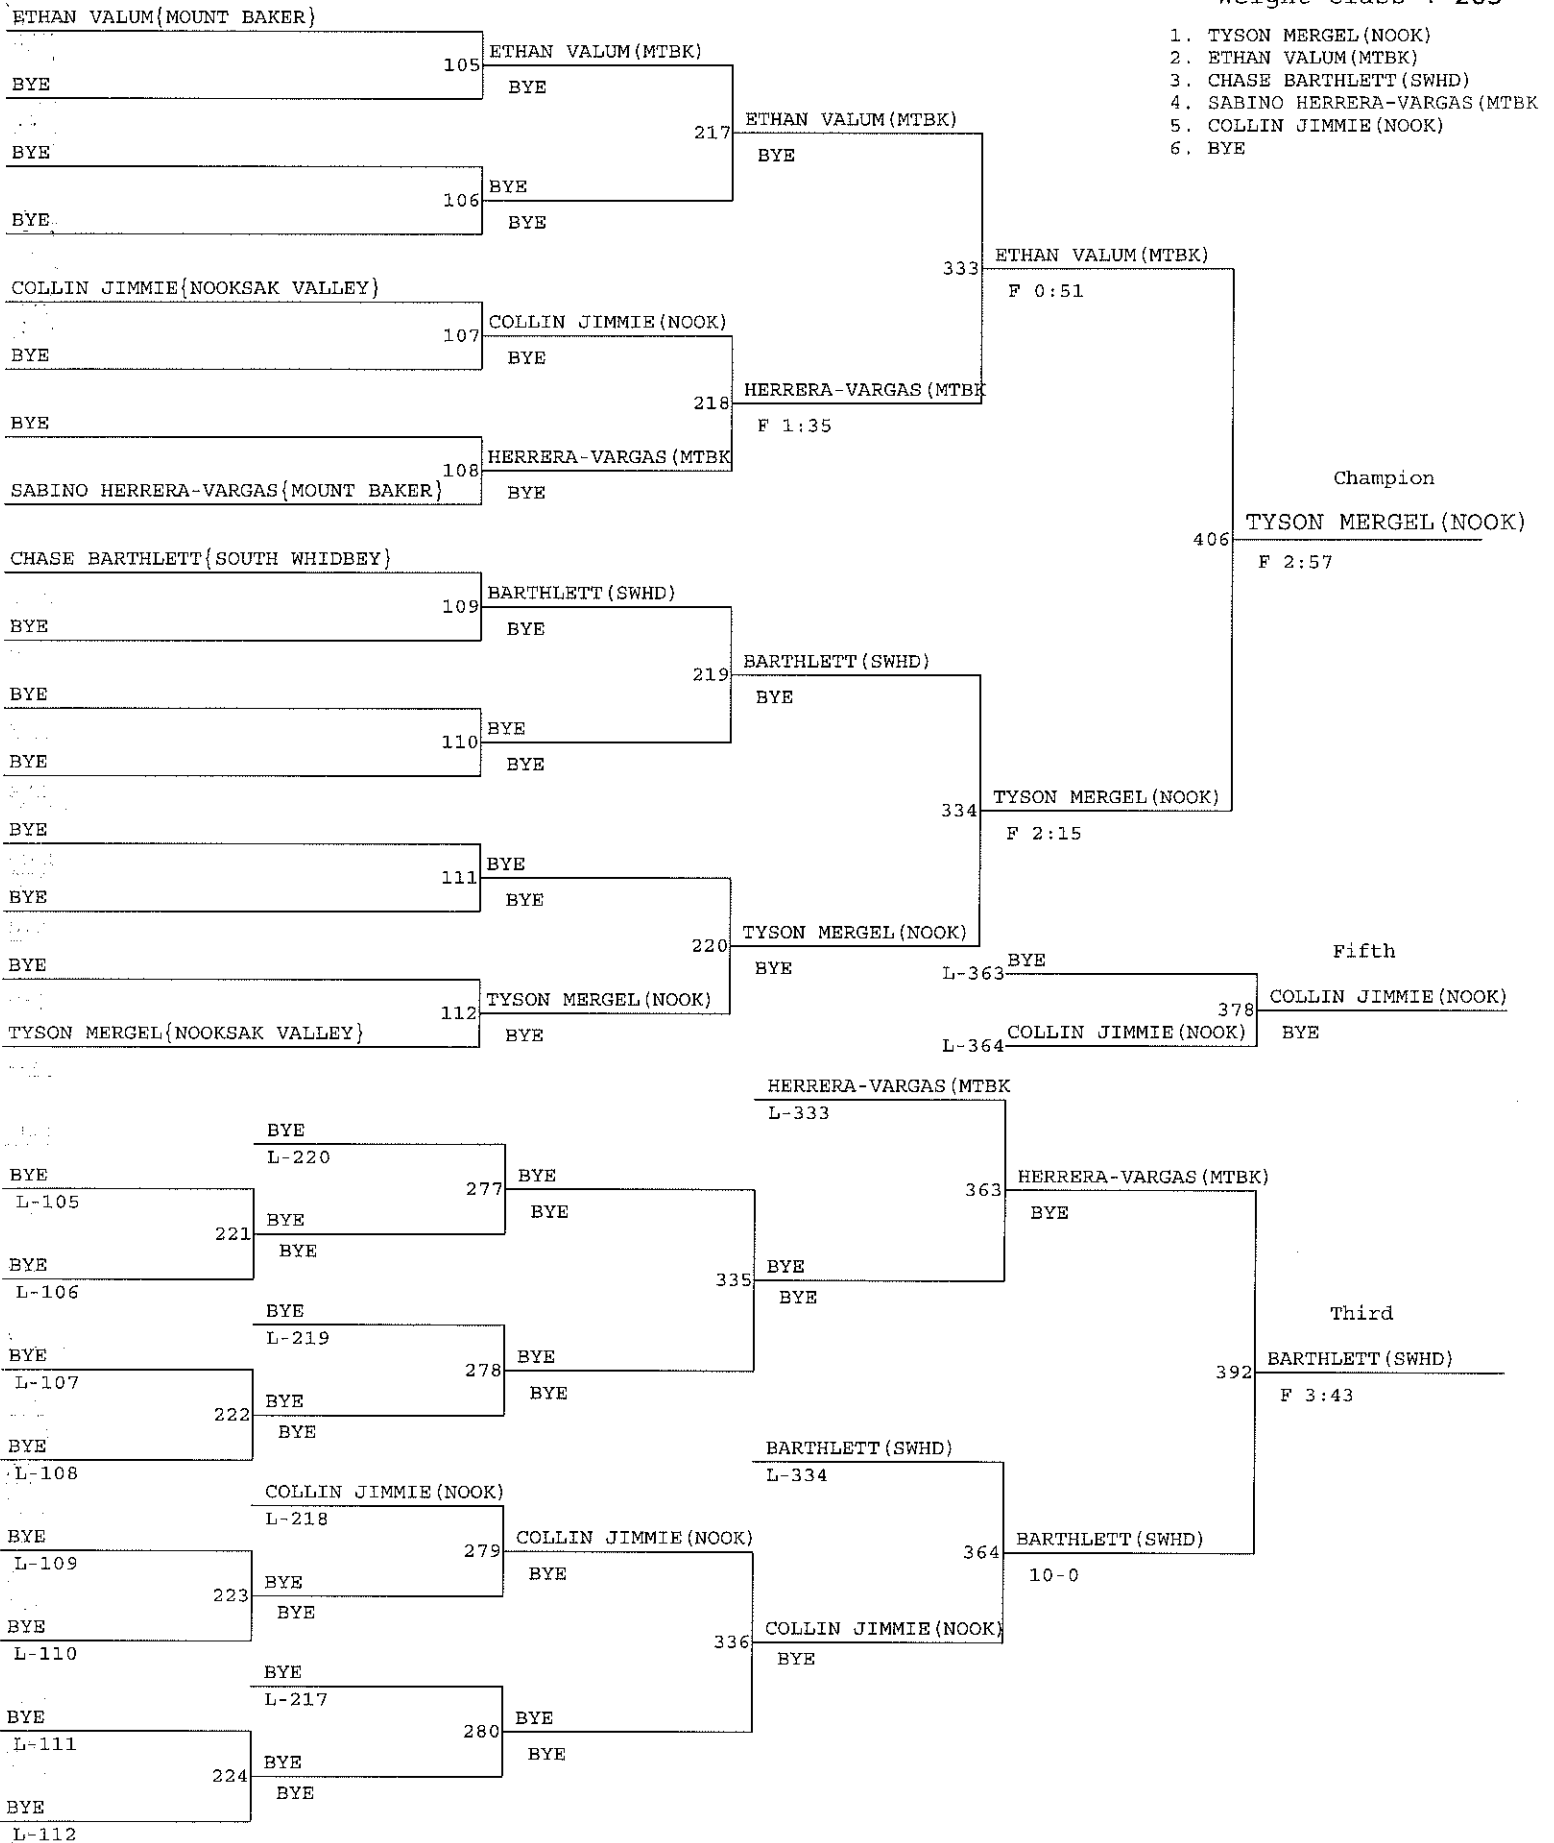 ETHAN VALUM{MOUNT BAKER}
BYE
BYE
BYE
COLLIN JIMMIE{NOOKSAK VALLEY}
BYE
BYE
SABINO HERRERA-VARGAS{MOUNT BAKER}
CHASE BARTHLETT{SOUTH WHIDBEY}
BYE
BYE
BYE
BYE
BYE
BYE
TYSON MERGEL{NOOKSAK VALLEY}
105 ETHAN VALUM(MTBK)
BYE
106 BYE
BYE
107 COLLIN JIMMIE(NOOK)
BYE
108 HERRERA-VARGAS(MTBK
BYE
109 BARTHLETT(SWHD)
BYE
110 BYE
BYE
111 BYE
BYE
112 TYSON MERGEL(NOOK)
BYE
217 ETHAN VALUM(MTBK)
BYE
218 HERRERA-VARGAS(MTBK
F 1:35
219 BARTHLETT(SWHD)
BYE
220 TYSON MERGEL(NOOK)
BYE
333 ETHAN VALUM(MTBK)
F 0:51
334 TYSON MERGEL(NOOK)
F 2:15
Champion
406 TYSON MERGEL(NOOK)
F 2:57
1. TYSON MERGEL(NOOK)
2. ETHAN VALUM(MTBK)
3. CHASE BARTHLETT(SWHD)
4. SABINO HERRERA-VARGAS(MTBK
5. COLLIN JIMMIE(NOOK)
6. BYE
Fifth
L-363 BYE
L-364 COLLIN JIMMIE(NOOK)
378 COLLIN JIMMIE(NOOK)
BYE
BYE
L-105
BYE
L-106
BYE
L-107
BYE
L-108
BYE
L-109
BYE
L-110
BYE
L-111
BYE
L-112
BYE
L-220
221 BYE
BYE
BYE
L-219
222 BYE
BYE
COLLIN JIMMIE(NOOK)
L-218
223 BYE
BYE
BYE
L-217
224 BYE
BYE
277 BYE
BYE
278 BYE
BYE
279 COLLIN JIMMIE(NOOK)
BYE
280 BYE
BYE
HERRERA-VARGAS(MTBK
L-333
335 BYE
BYE
BARTHLETT(SWHD)
L-334
336 COLLIN JIMMIE(NOOK)
BYE
363 HERRERA-VARGAS(MTBK)
BYE
364 BARTHLETT(SWHD)
10-0
Third
392 BARTHLETT(SWHD)
F 3:43